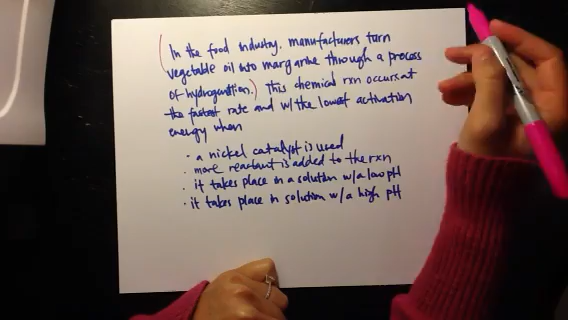 (In the food industry, manufacturers turn
vegetable oil into margarine through a process
of hydrogenation.) This chemical rxn occurs at
the fastest rate and w/ the lowest activation
energy when
· a nickel catalyst is used
· more reactant is added to the rxn
· it takes place in a solution w/ a low pH
· it takes place in solution w/ a high pH